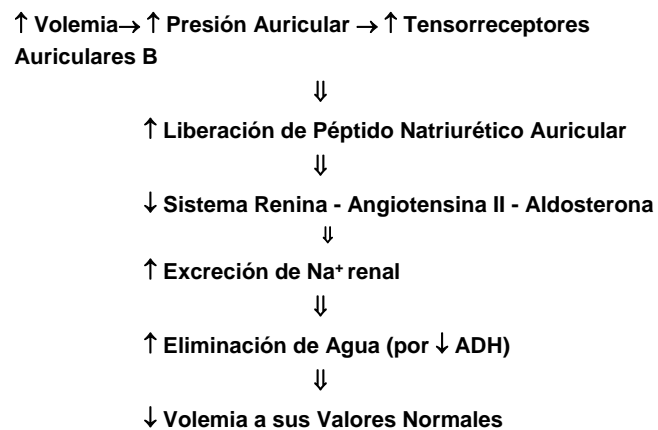 ↑ Volemia→ ↑ Presión Auricular → ↑ Tensorreceptores
Auriculares B
⇓
↑ Liberación de Péptido Natriurético Auricular
⇓
↓ Sistema Renina - Angiotensina II - Aldosterona
⇓
↑ Excreción de Na⁺ renal
⇓
↑ Eliminación de Agua (por ↓ ADH)
⇓
↓ Volemia a sus Valores Normales